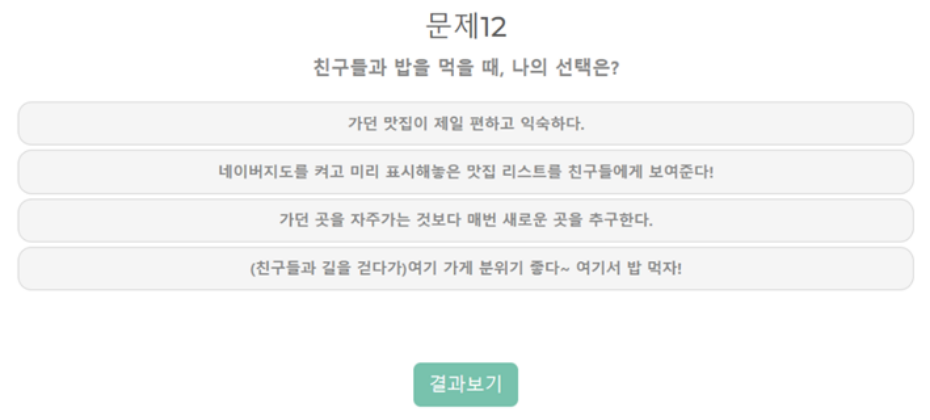 문제12
친구들과 밥을 먹을 때, 나의 선택은?
가던 맛집이 제일 편하고 익숙하다.
네이버지도를 켜고 미리 표시해놓은 맛집 리스트를 친구들에게 보여준다!
가던 곳을 자주가는 것보다 매번 새로운 곳을 추구한다.
(친구들과 길을 걷다가)여기 가게 분위기 좋다~ 여기서 밥 먹자!
결과보기